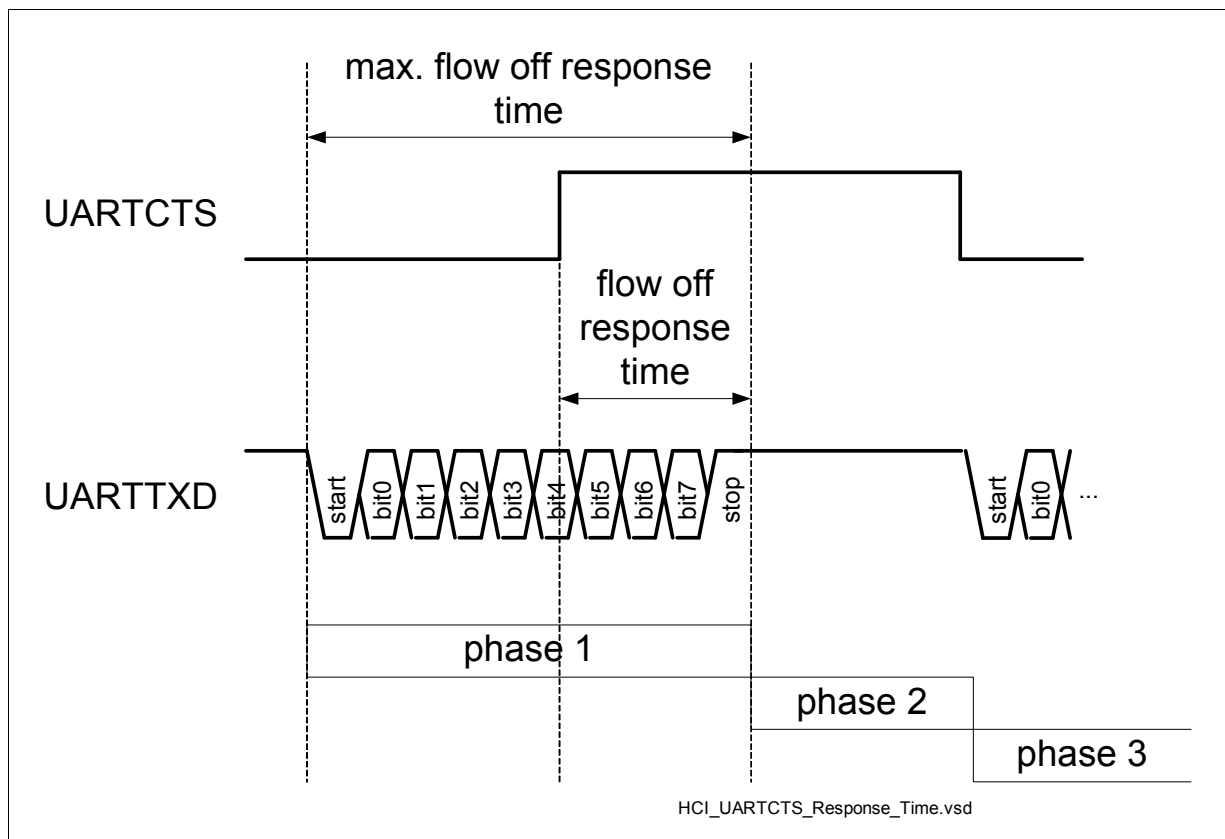 max. flow off response
time
UARTCTS
flow off
response
time
UARTTXD
start
bit0
bit1
bit2
bit3
bit4
bit5
bit6
bit7
stop
start
bit0
...
phase 1
phase 2
phase 3
HCI_UARTCTS_Response_Time.vsd